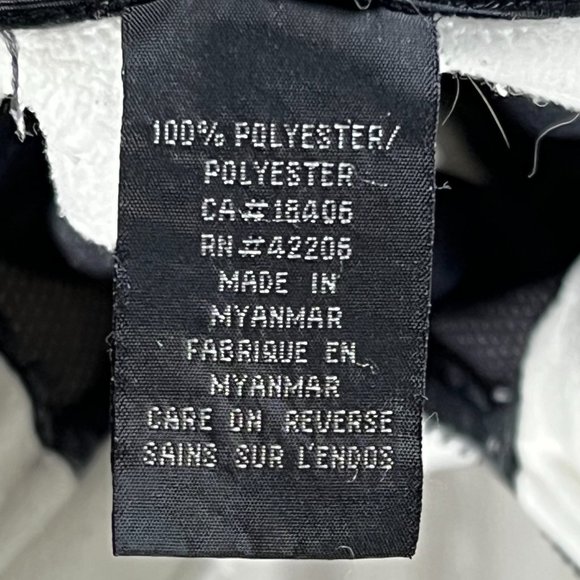 100% POLYESTER/
POLYESTER
CA#18406
RN#42206
MADE IN
MYANMAR
FABRIQUE EN
MYANMAR
CARE ON REVERSE
SAINS SUR L'ENDOS